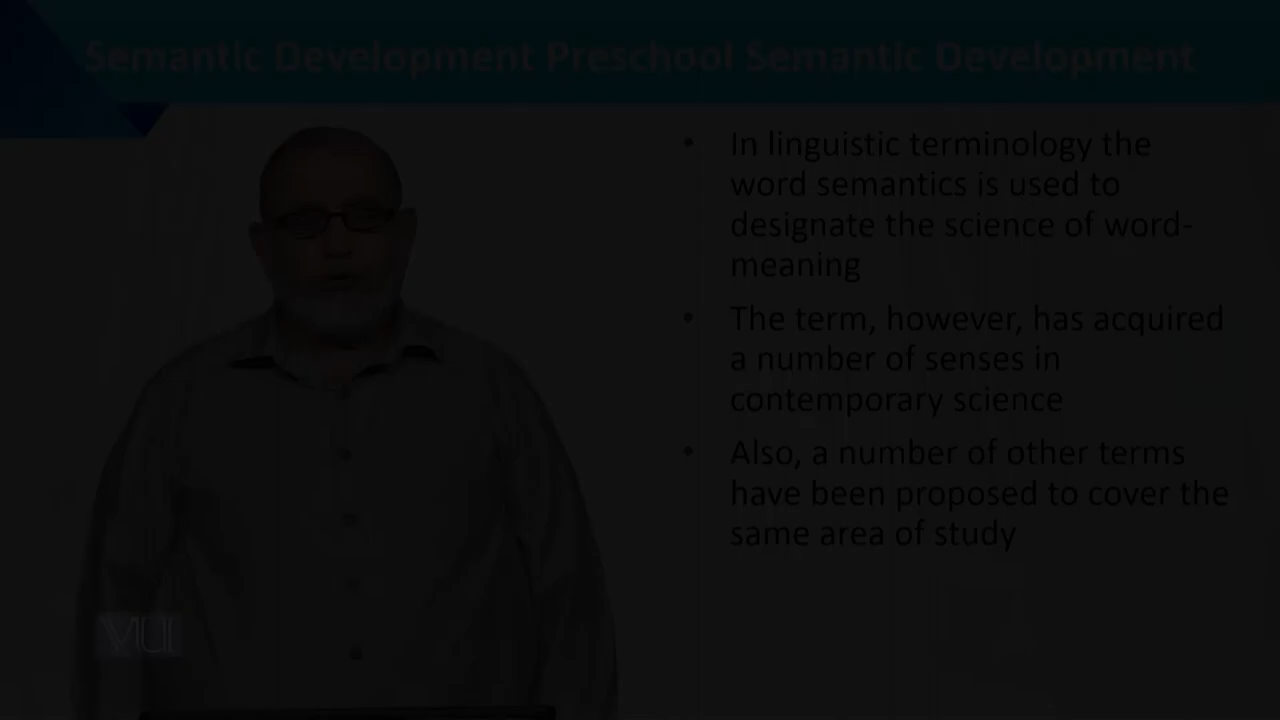 Semantic Development Preschool Semantic Development
• In linguistic terminology the
word semantics is used to
designate the science of word-
meaning
• The term, however, has acquired
a number of senses in
contemporary science
• Also, a number of other terms
have been proposed to cover the
same area of study
VU